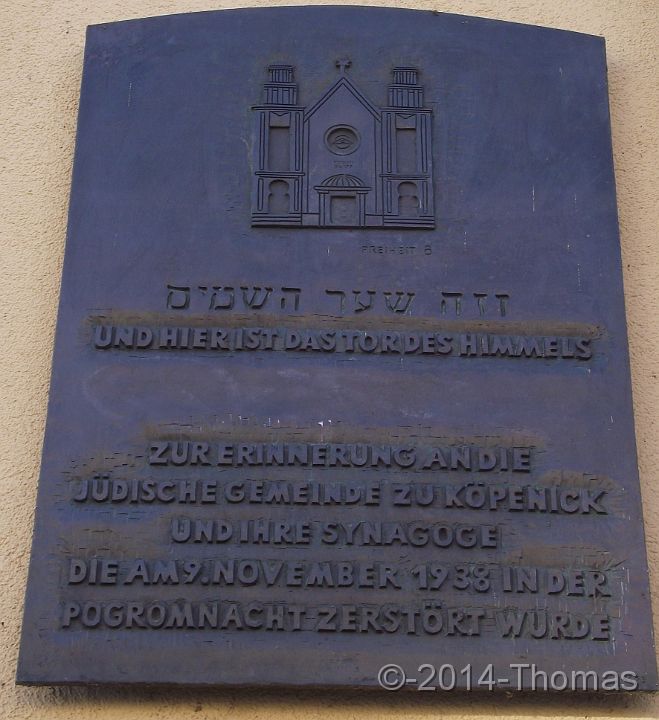 FREIHEIT 8
וזה שער השמים
UND HIER IST DAS TOR DES HIMMELS
ZUR ERINNERUNG AN DIE
JÜDISCHE GEMEINDE ZU KÖPENICK
UND IHRE SYNAGOGE
DIE AM 9. NOVEMBER 1938 IN DER
POGROMNACHT ZERSTÖRT WURDE
©-2014-Thomas